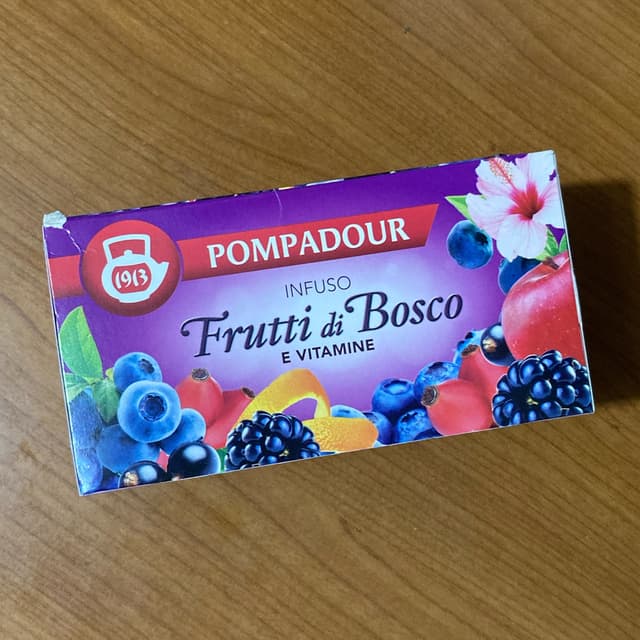 1913
POMPADOUR
INFUSO
Frutti di Bosco
E VITAMINE